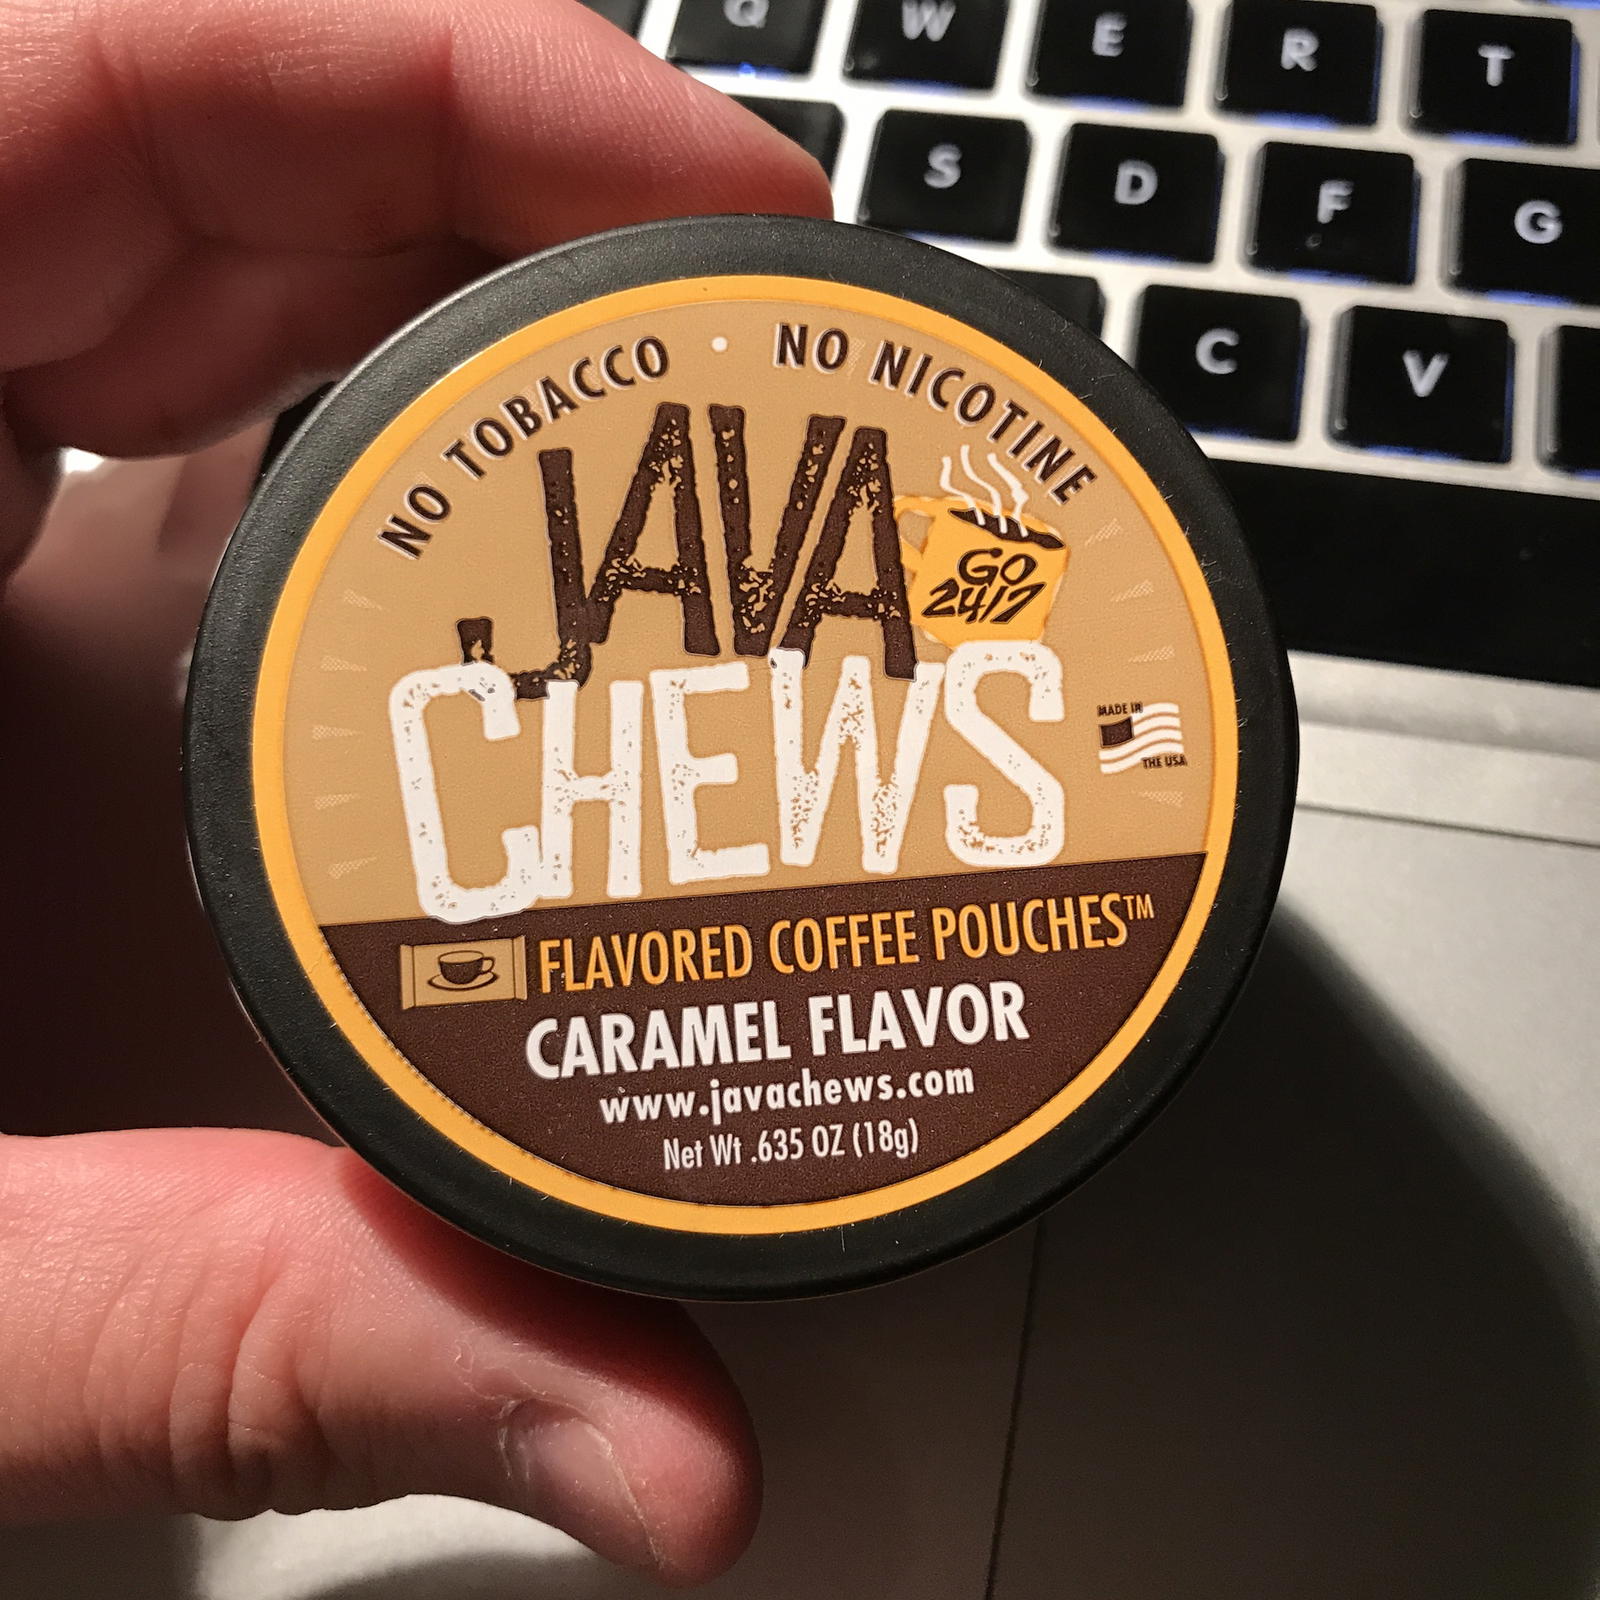 Q W E R T
S D F G
C V
NO TOBACCO • NO NICOTINE
JAVA
GO
24/7
CHEWS
MADE IN
THE USA
FLAVORED COFFEE POUCHES™
CARAMEL FLAVOR
www.javachews.com
Net Wt .635 OZ (18g)